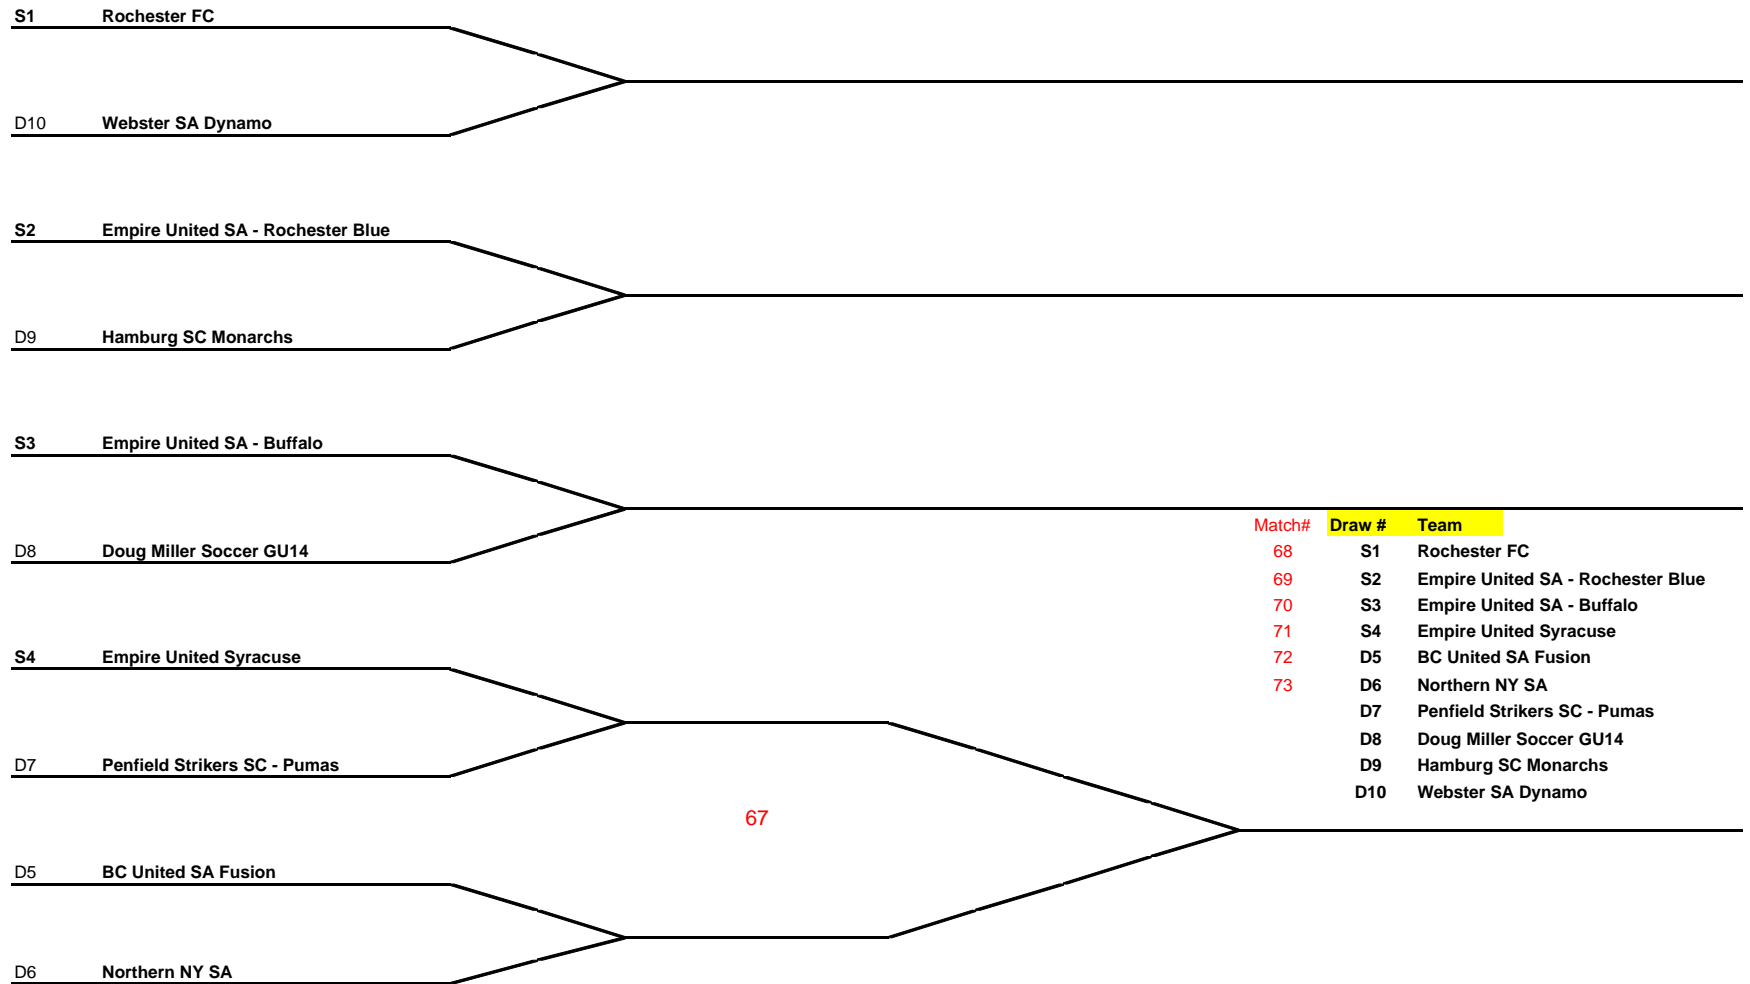 S1 Rochester FC
D10 Webster SA Dynamo
S2 Empire United SA - Rochester Blue
D9 Hamburg SC Monarchs
S3 Empire United SA - Buffalo
D8 Doug Miller Soccer GU14
S4 Empire United Syracuse
D7 Penfield Strikers SC - Pumas
67
D5 BC United SA Fusion
D6 Northern NY SA
Match# Draw # Team
68 S1 Rochester FC
69 S2 Empire United SA - Rochester Blue
70 S3 Empire United SA - Buffalo
71 S4 Empire United Syracuse
72 D5 BC United SA Fusion
73 D6 Northern NY SA
D7 Penfield Strikers SC - Pumas
D8 Doug Miller Soccer GU14
D9 Hamburg SC Monarchs
D10 Webster SA Dynamo